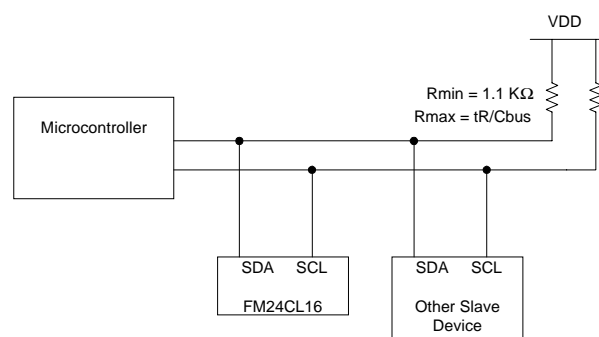 VDD
Rmin = 1.1 KΩ
Rmax = tR/Cbus
Microcontroller
SDA SCL
FM24CL16
SDA SCL
Other Slave
Device